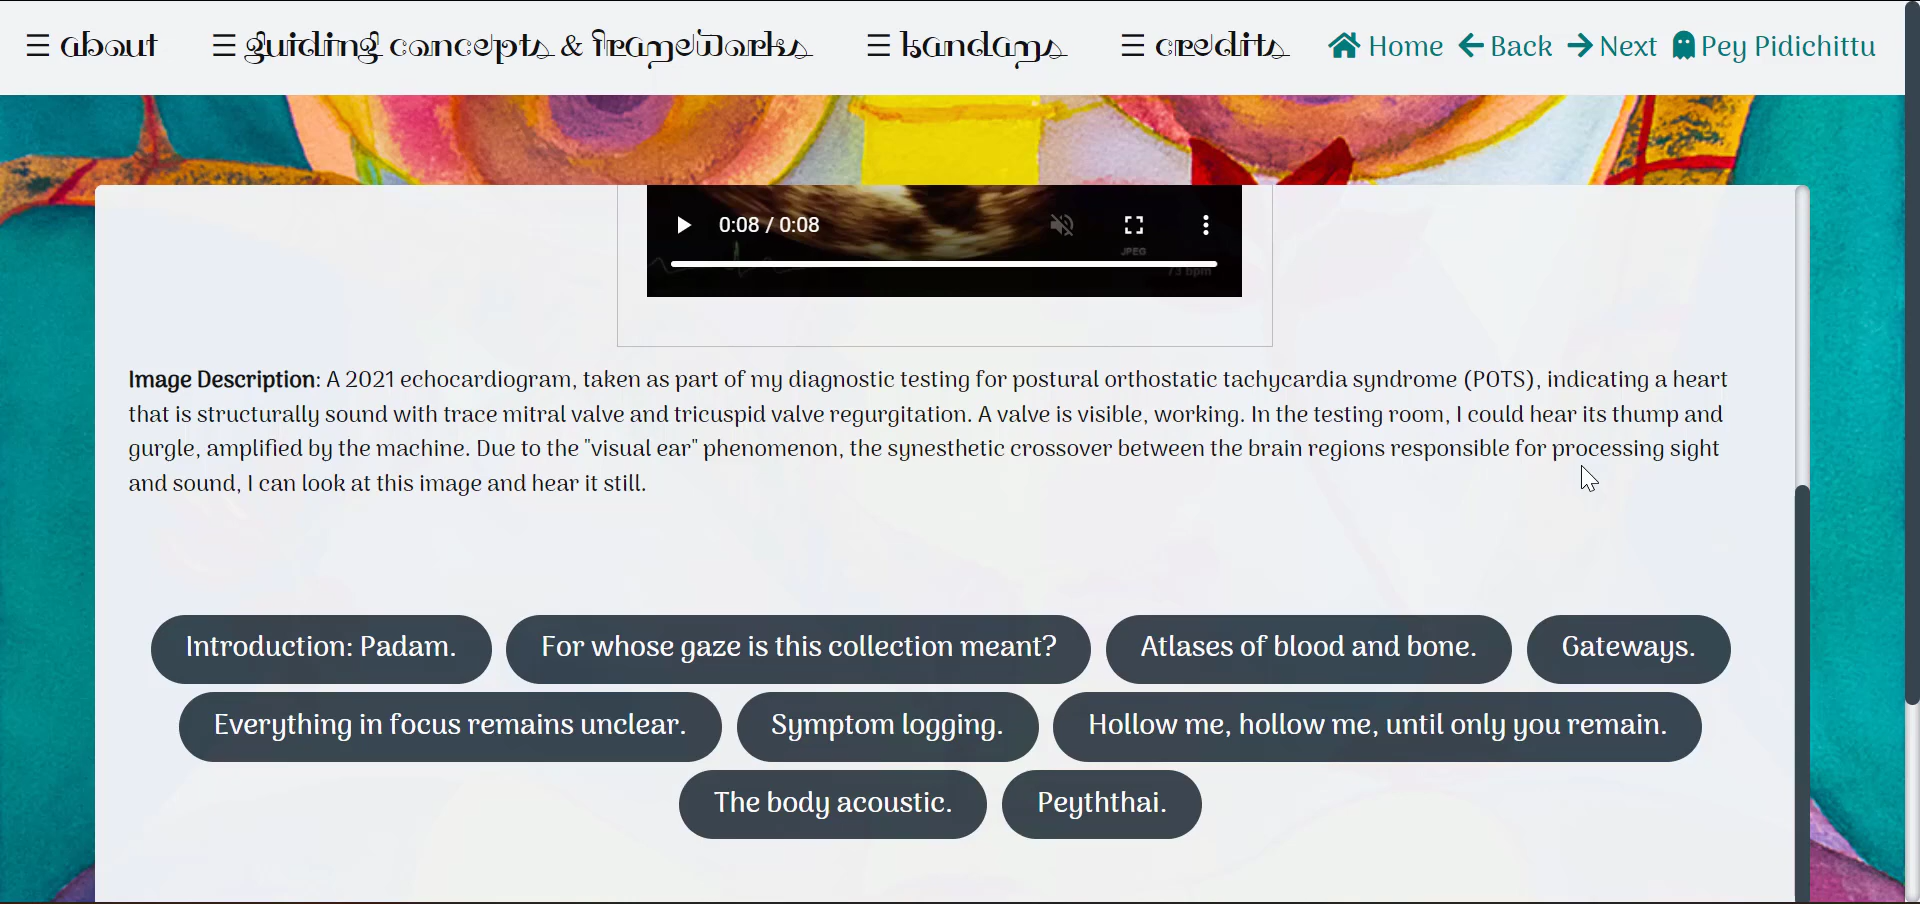 ☰ about ☰ guiding concepts & frameworks ☰ kandams ☰ credits Home Back Next Pey Pidichittu
0:08 / 0:08
JPEG
73 bpm
Image Description: A 2021 echocardiogram, taken as part of my diagnostic testing for postural orthostatic tachycardia syndrome (POTS), indicating a heart
that is structurally sound with trace mitral valve and tricuspid valve regurgitation. A valve is visible, working. In the testing room, I could hear its thump and
gurgle, amplified by the machine. Due to the "visual ear" phenomenon, the synesthetic crossover between the brain regions responsible for processing sight
and sound, I can look at this image and hear it still.
Introduction: Padam. For whose gaze is this collection meant? Atlases of blood and bone. Gateways.
Everything in focus remains unclear. Symptom logging. Hollow me, hollow me, until only you remain.
The body acoustic. Peyththai.